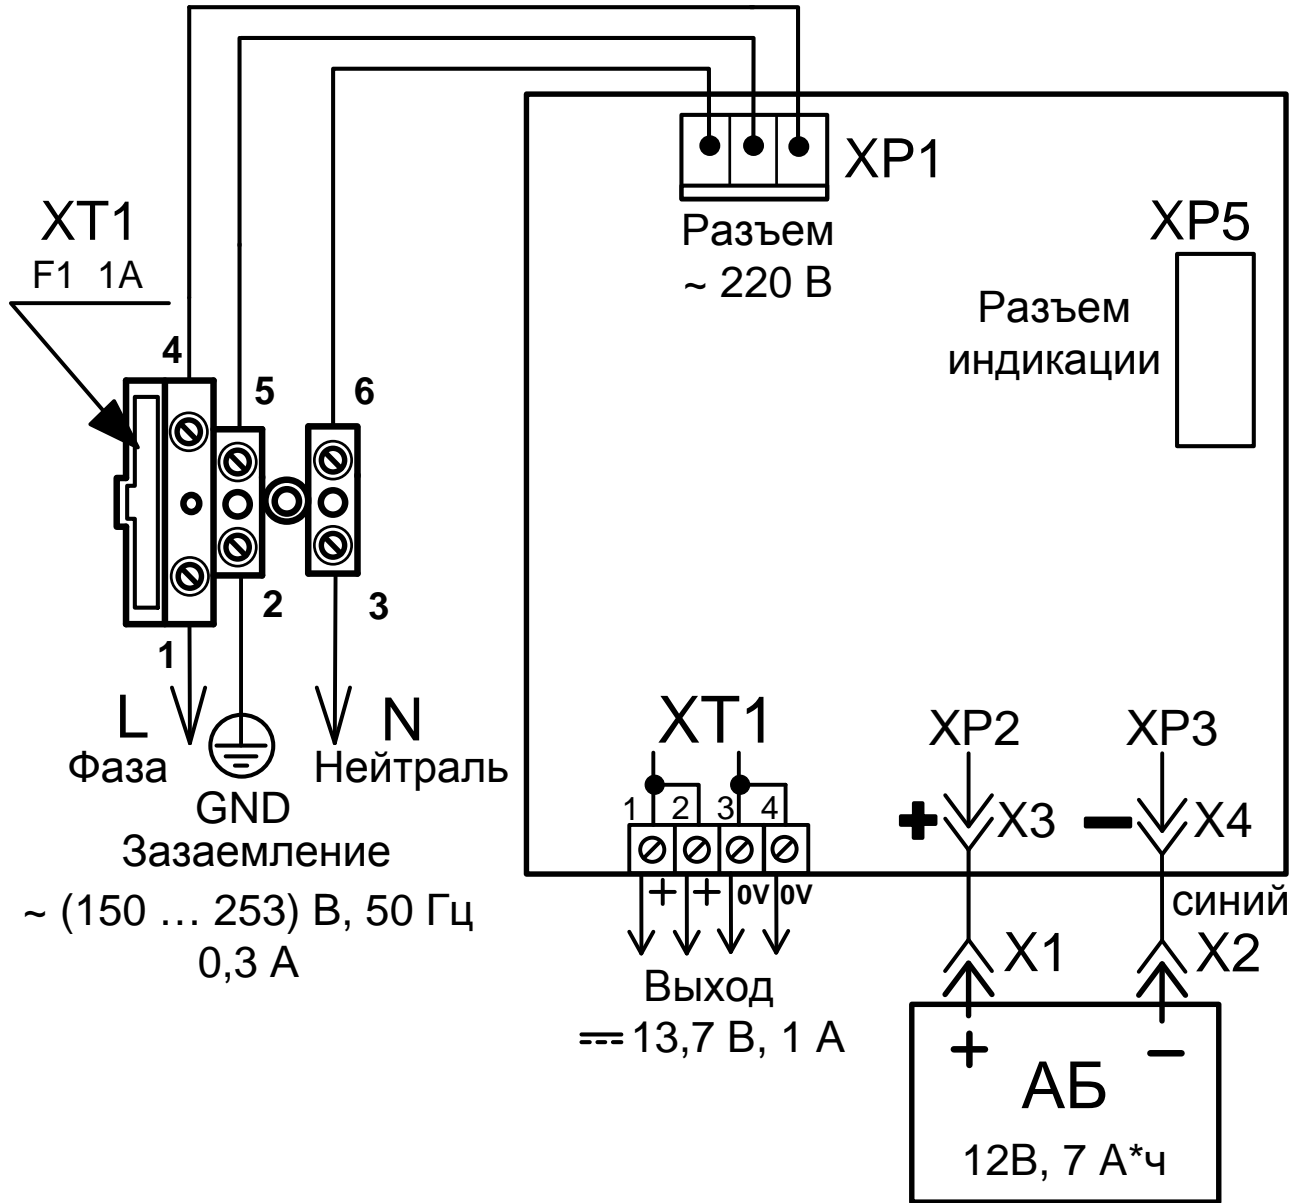 XT1
F1 1A
4
5
6
1
2
3
L
Фаза
GND
Зазаемление
N
Нейтраль
~ (150 ... 253) В, 50 Гц
0,3 А
XP1
Разъем
~ 220 В
XP5
Разъем
индикации
XT1
1 2 3 4
+ + 0V 0V
Выход
13,7 В, 1 А
XP2
XP3
+ X3
− X4
синий
X1
X2
+ −
АБ
12В, 7 А*ч